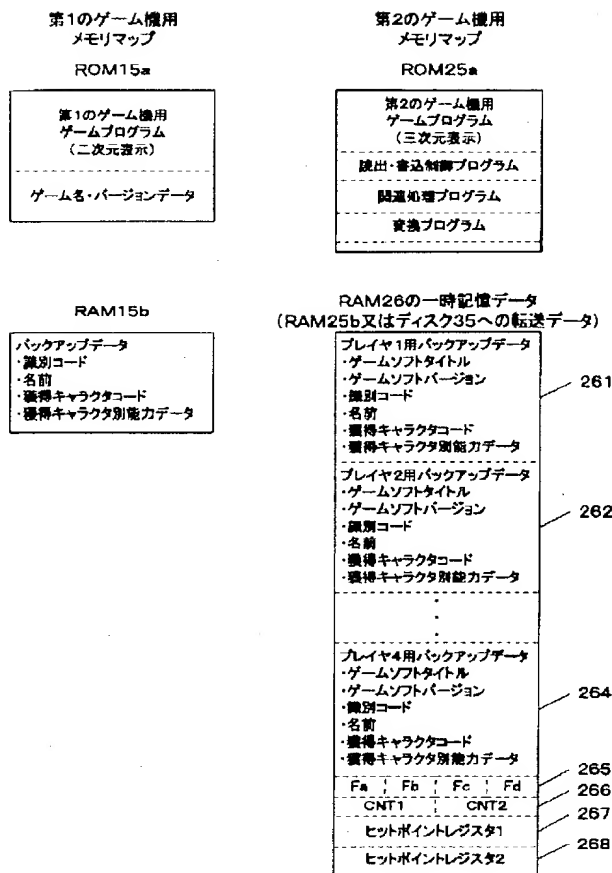 第1のゲーム機用
メモリマップ
ROM15a
第1のゲーム機用
ゲームプログラム
(二次元表示)
ゲーム名・バージョンデータ
RAM15b
バックアップデータ
・識別コード
・名前
・獲得キャラクタコード
・獲得キャラクタ別能力データ
第2のゲーム機用
メモリマップ
ROM25a
第2のゲーム機用
ゲームプログラム
(三次元表示)
読出・書込制御プログラム
関連処理プログラム
変換プログラム
RAM26の一時記憶データ
(RAM25b又はディスク35への転送データ)
プレイヤ1用バックアップデータ
・ゲームソフトタイトル
・ゲームソフトバージョン
・識別コード
・名前
・獲得キャラクタコード
・獲得キャラクタ別能力データ
261
プレイヤ2用バックアップデータ
・ゲームソフトタイトル
・ゲームソフトバージョン
・識別コード
・名前
・獲得キャラクタコード
・獲得キャラクタ別能力データ
262
プレイヤ4用バックアップデータ
・ゲームソフトタイトル
・ゲームソフトバージョン
・識別コード
・名前
・獲得キャラクタコード
・獲得キャラクタ別能力データ
264
Fa Fb Fc Fd
265
CNT1 CNT2
266
ヒットポイントレジスタ1
267
ヒットポイントレジスタ2
268